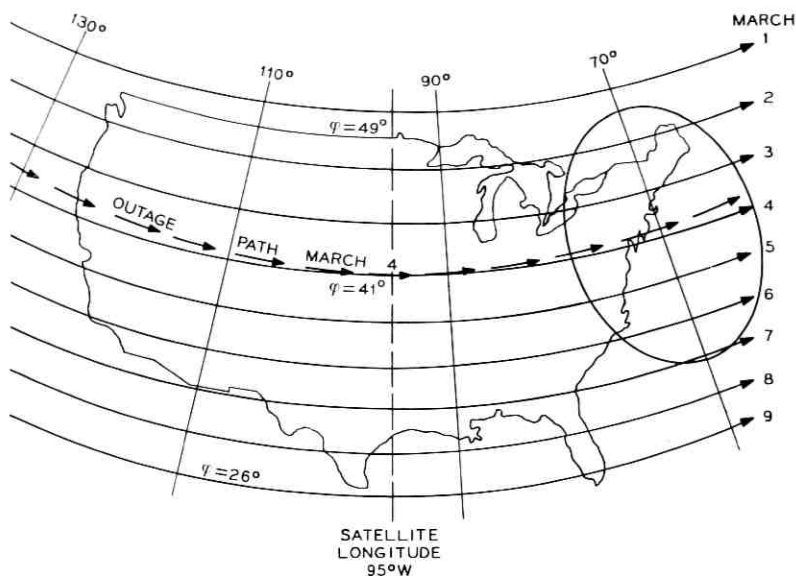 MARCH
130°
1
110°
90°
70°
2
φ=49°
3
OUTAGE
4
PATH
MARCH
4
5
φ=41°
6
7
8
9
φ=26°
SATELLITE
LONGITUDE
95°W